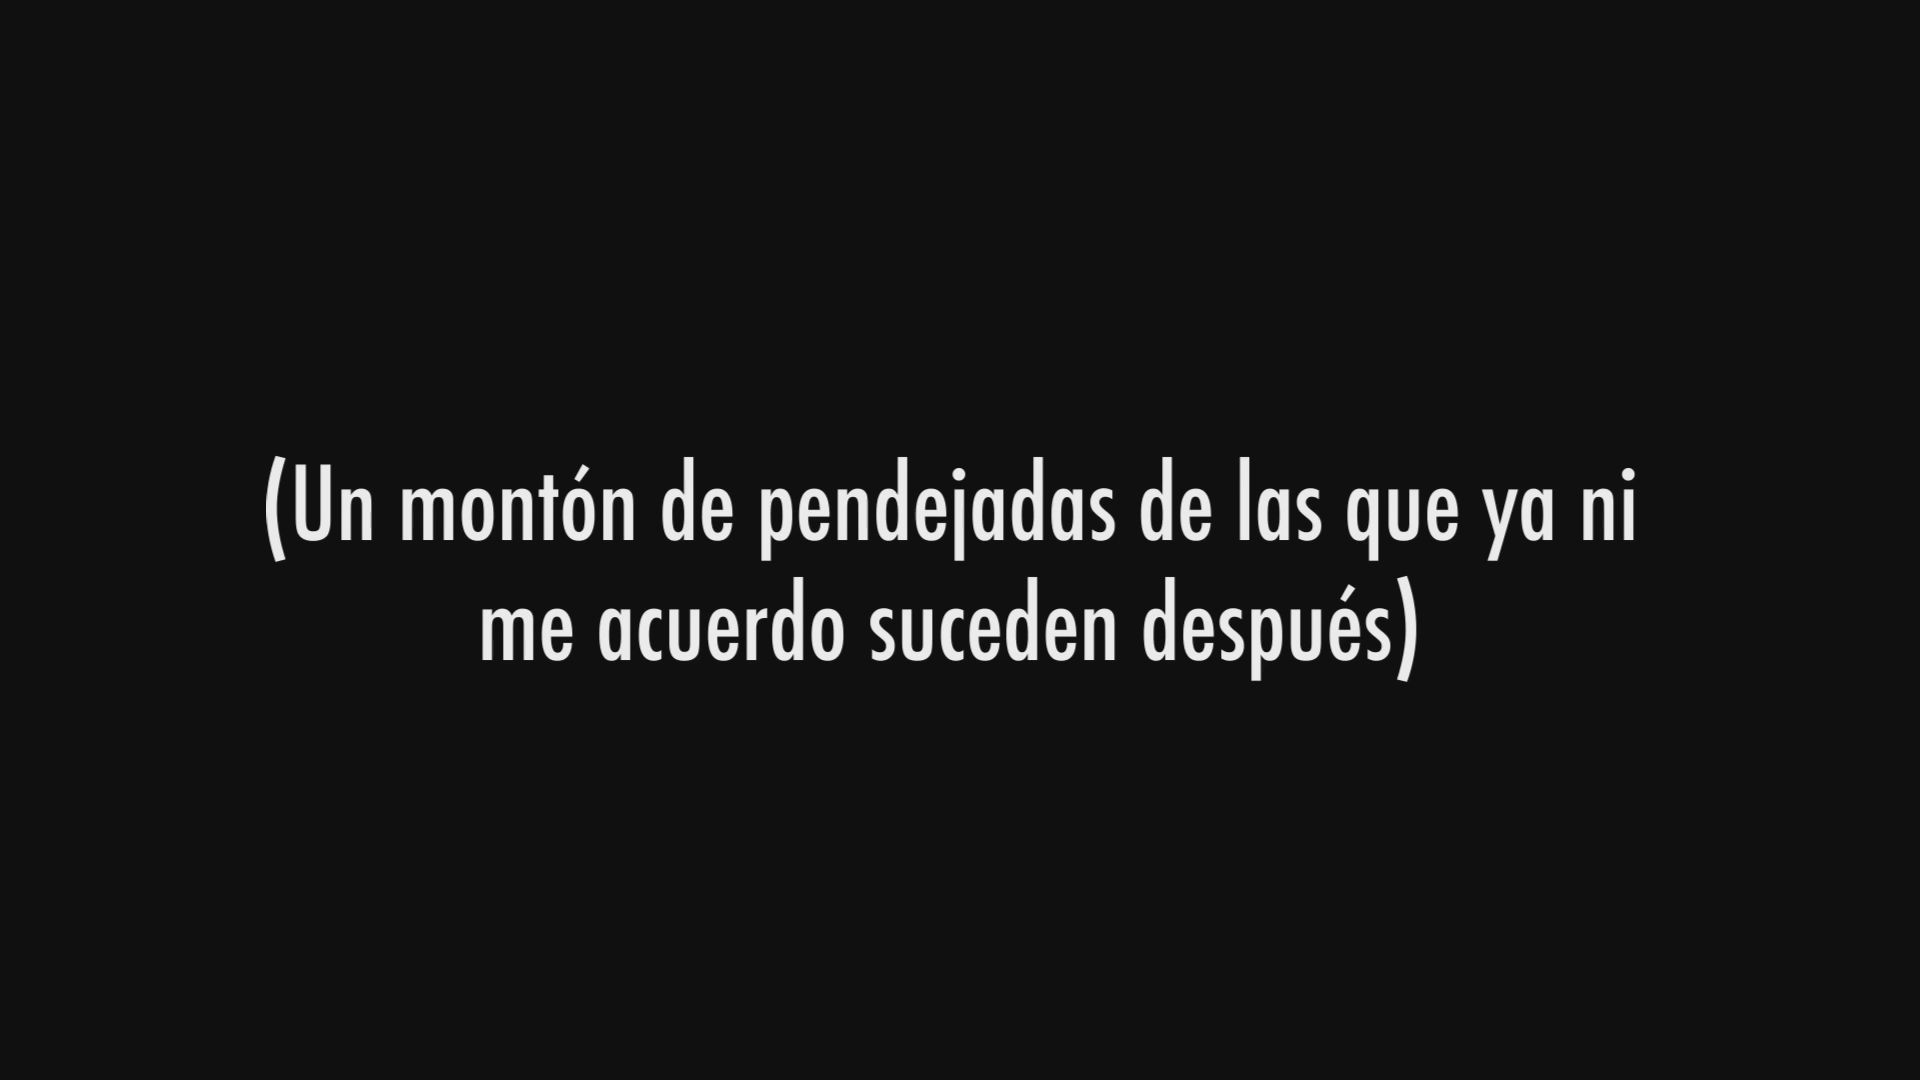 (Un montón de pendejadas de las que ya ni
me acuerdo suceden después)